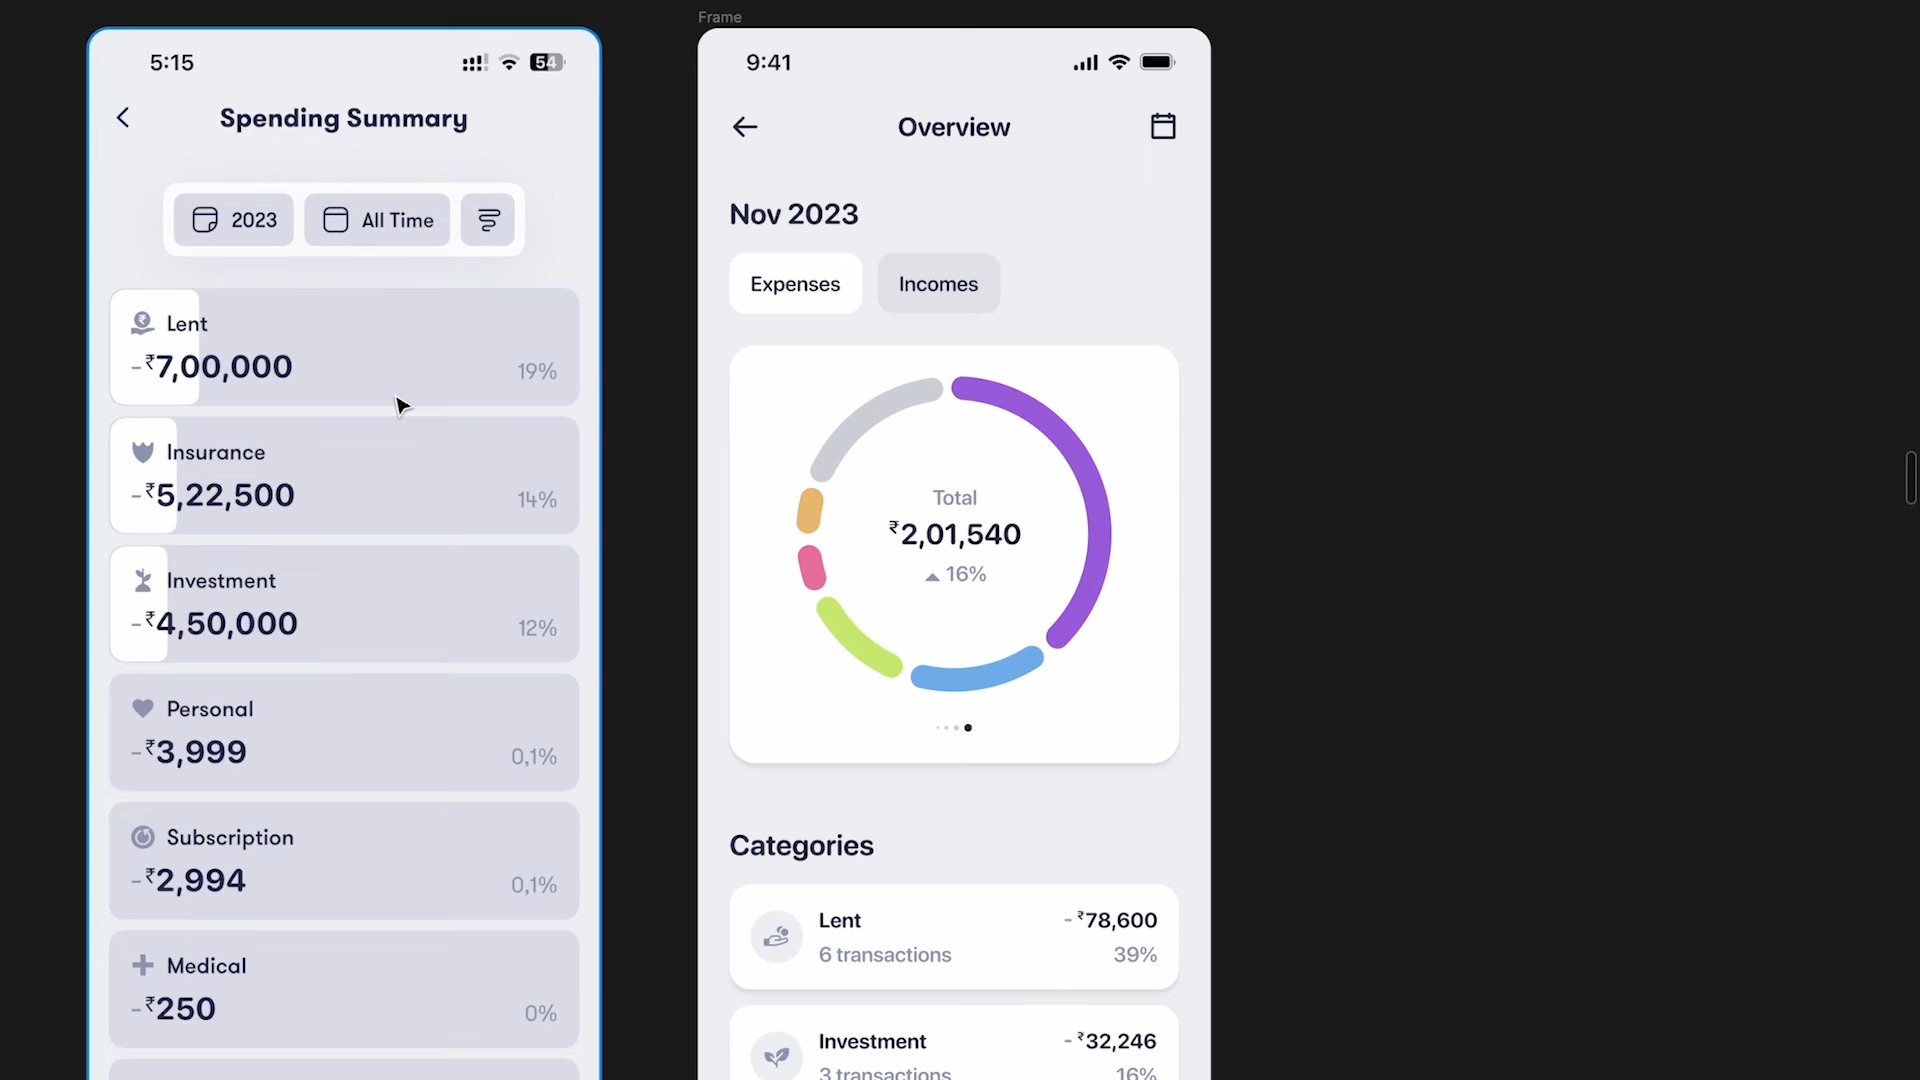 Frame
5:15
54
Spending Summary
2023
All Time
Lent
-₹7,00,000
19%
Insurance
-₹5,22,500
14%
Investment
-₹4,50,000
12%
Personal
-₹3,999
0,1%
Subscription
-₹2,994
0,1%
Medical
-₹250
0%
9:41
Overview
Nov 2023
Expenses
Incomes
Total
₹2,01,540
16%
Categories
Lent
- ₹78,600
6 transactions
39%
Investment
- ₹32,246
3 transactions
16%